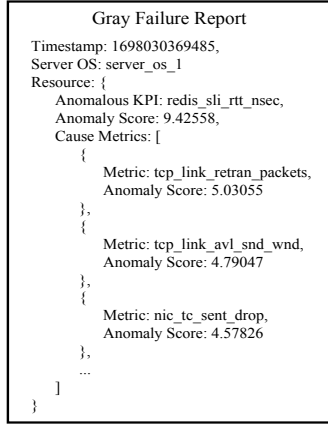 Gray Failure Report
Timestamp: 1698030369485,
Server OS: server_os_1
Resource: {
Anomalous KPI: redis_sli_rtt_nsec,
Anomaly Score: 9.42558,
Cause Metrics: [
{
Metric: tcp_link_retran_packets,
Anomaly Score: 5.03055
},
{
Metric: tcp_link_avl_snd_wnd,
Anomaly Score: 4.79047
},
{
Metric: nic_tc_sent_drop,
Anomaly Score: 4.57826
},
...
]
}